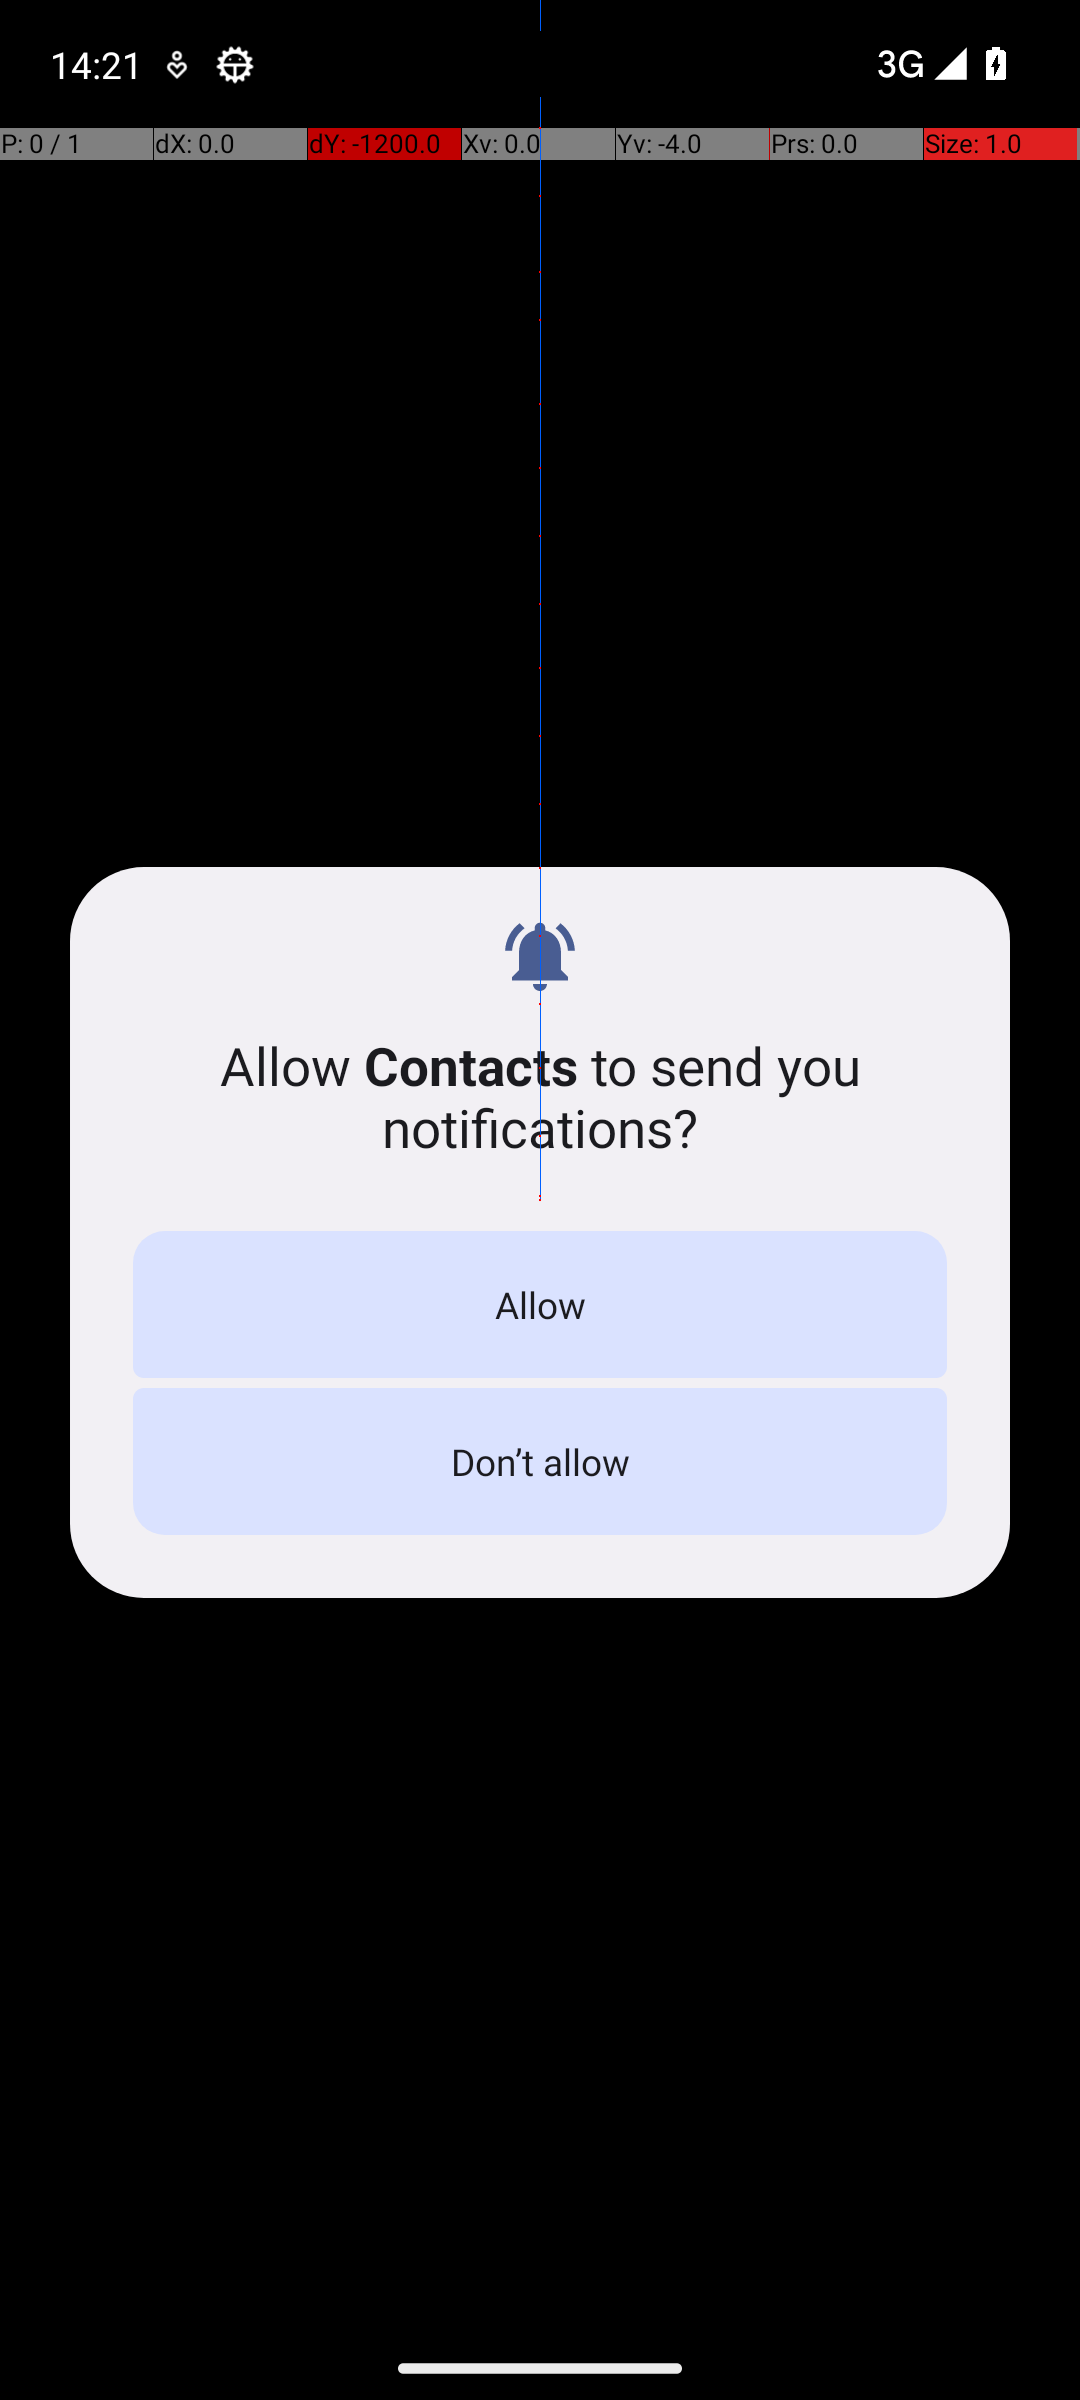 14:21 3G
P: 0 / 1 dX: 0.0 dY: -1200.0 Xv: 0.0 Yv: -4.0 Prs: 0.0 Size: 1.0
Allow Contacts to send you
notifications?
Allow
Don’t allow